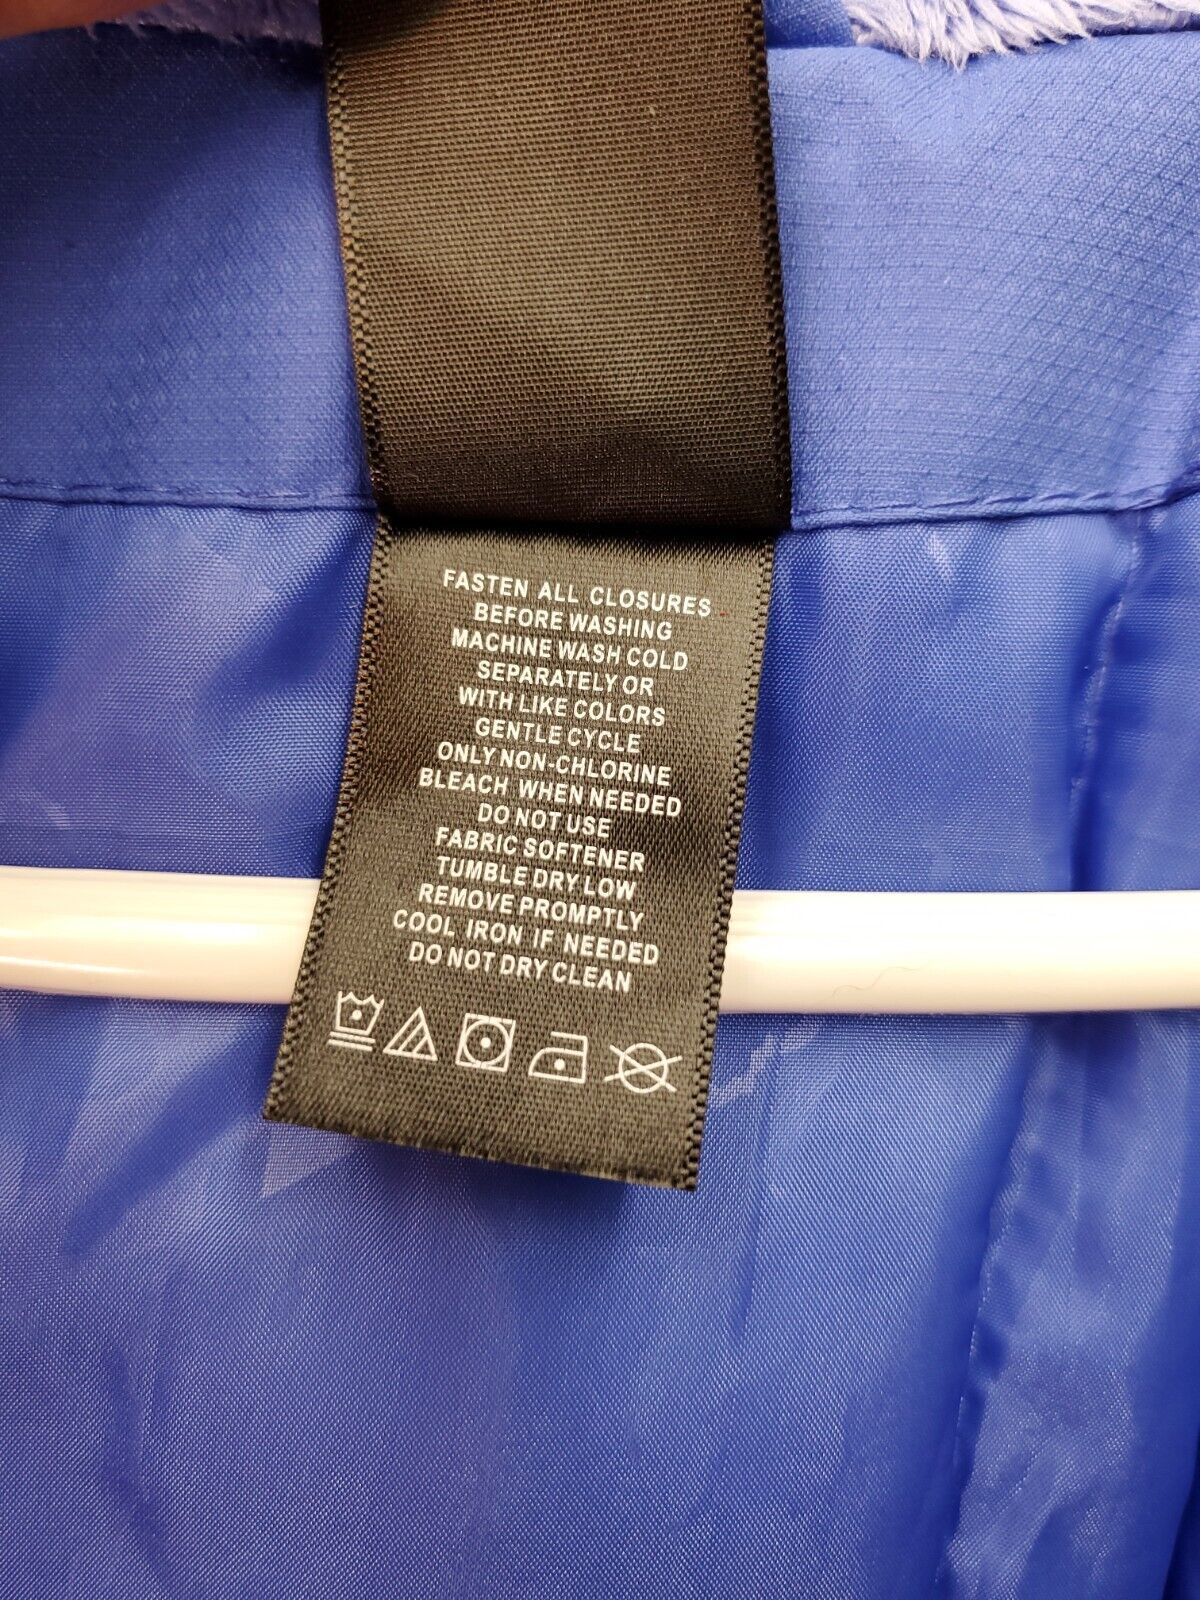 FASTEN ALL CLOSURES
BEFORE WASHING
MACHINE WASH COLD
SEPARATELY OR
WITH LIKE COLORS
GENTLE CYCLE
ONLY NON-CHLORINE
BLEACH WHEN NEEDED
DO NOT USE
FABRIC SOFTENER
TUMBLE DRY LOW
REMOVE PROMPTLY
COOL IRON IF NEEDED
DO NOT DRY CLEAN